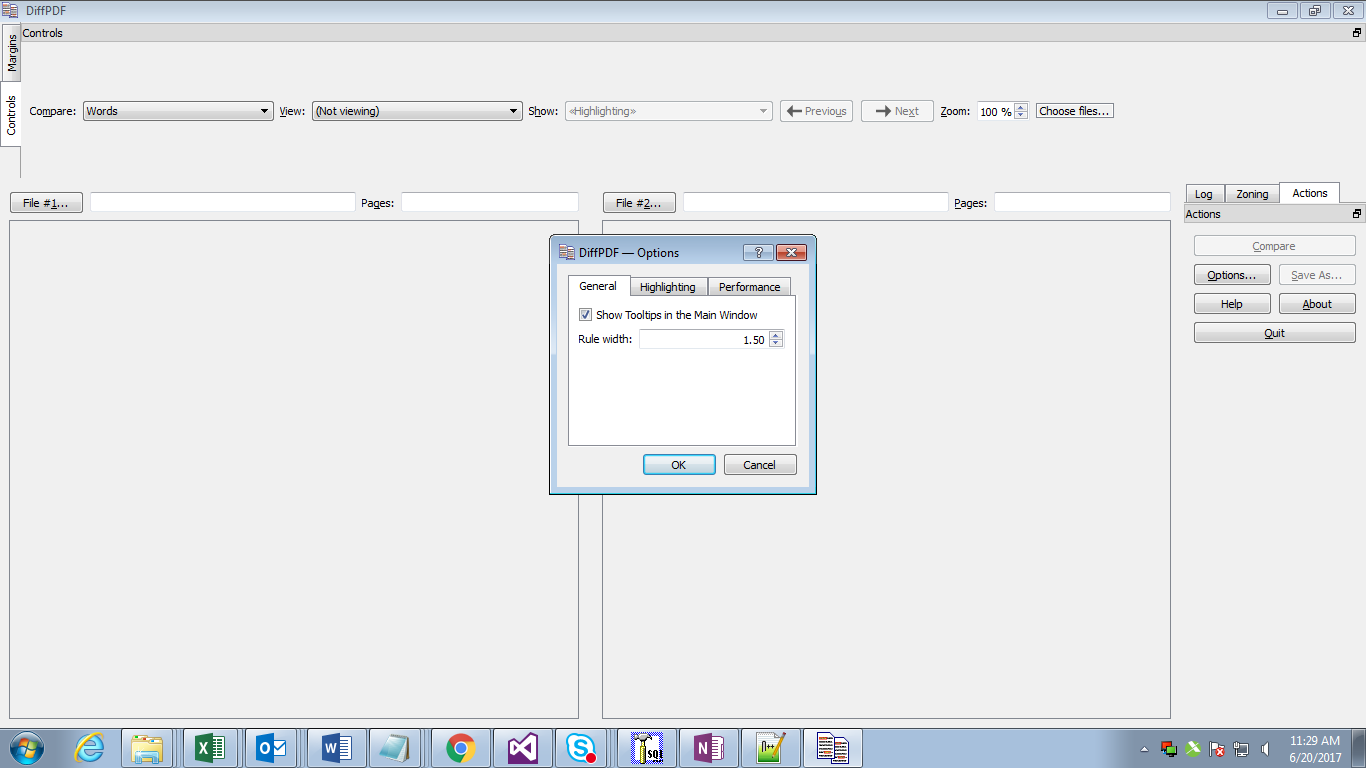 DiffPDF
Margins
Controls
Controls
Compare: Words View: (Not viewing) Show: «Highlighting» Previous Next Zoom: 100 % Choose files...
File #1... Pages: File #2... Pages:
Log Zoning Actions
Actions
Compare
Options... Save As...
Help About
Quit
DiffPDF — Options
General Highlighting Performance
Show Tooltips in the Main Window
Rule width: 1.50
OK Cancel
11:29 AM
6/20/2017